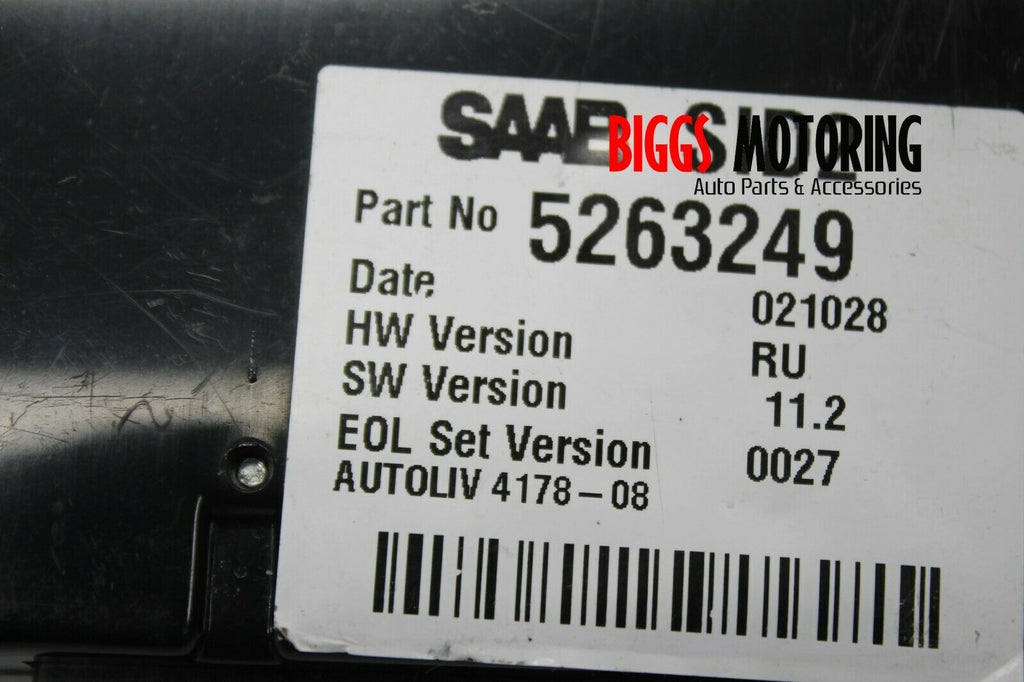 SAAB SID2
BIGGS MOTORING
Auto Parts & Accessories
Part No 5263249
Date 021028
HW Version RU
SW Version 11.2
EOL Set Version 0027
AUTOLIV 4178-08